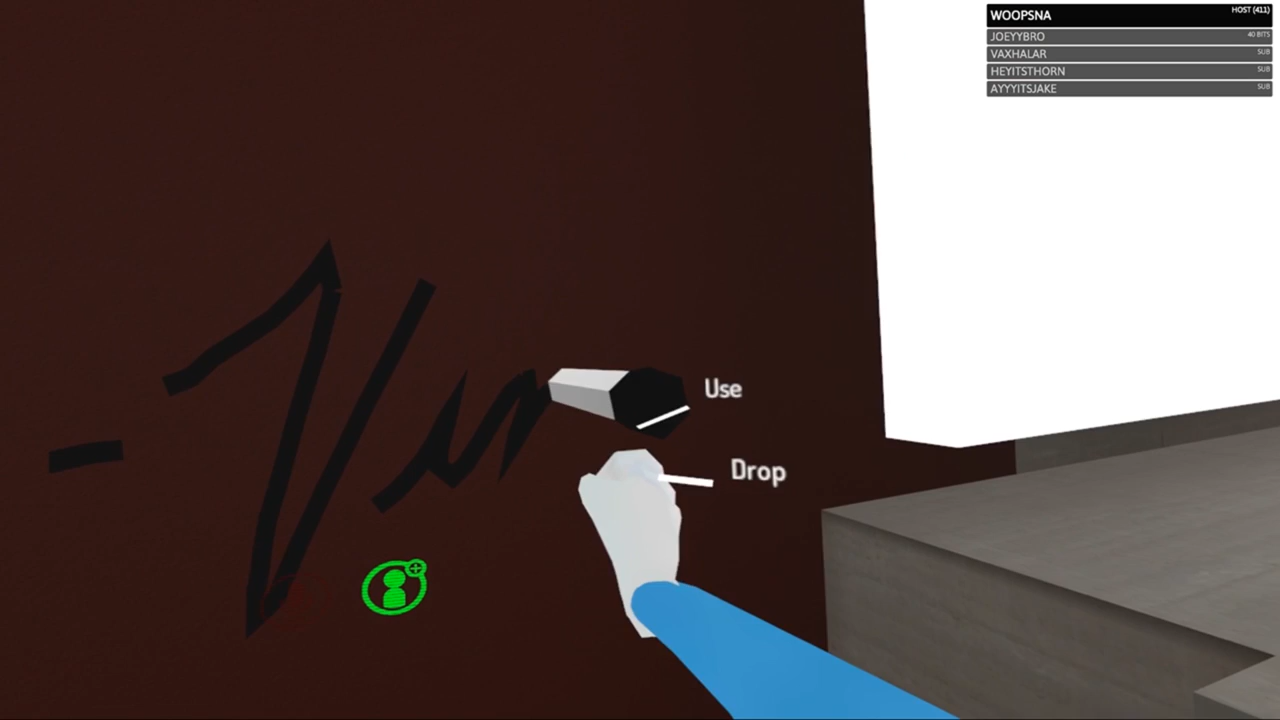 WOOPSNA HOST (411)
JOEYYBRO 40 BITS
VAXHALAR SUB
HEYITSTHORN SUB
AYYYITSJAKE SUB
Use
Drop